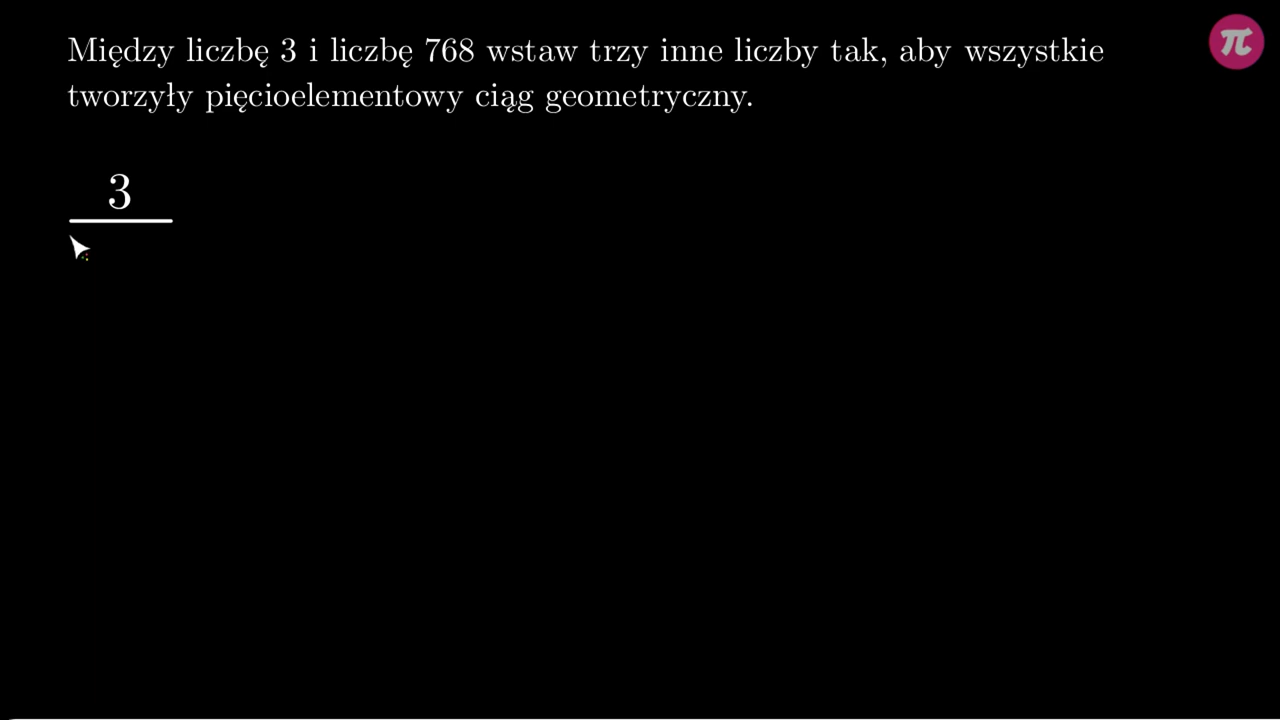 Między liczbę 3 i liczbę 768 wstaw trzy inne liczby tak, aby wszystkie
tworzyły pięcioelementowy ciąg geometryczny.
3
π